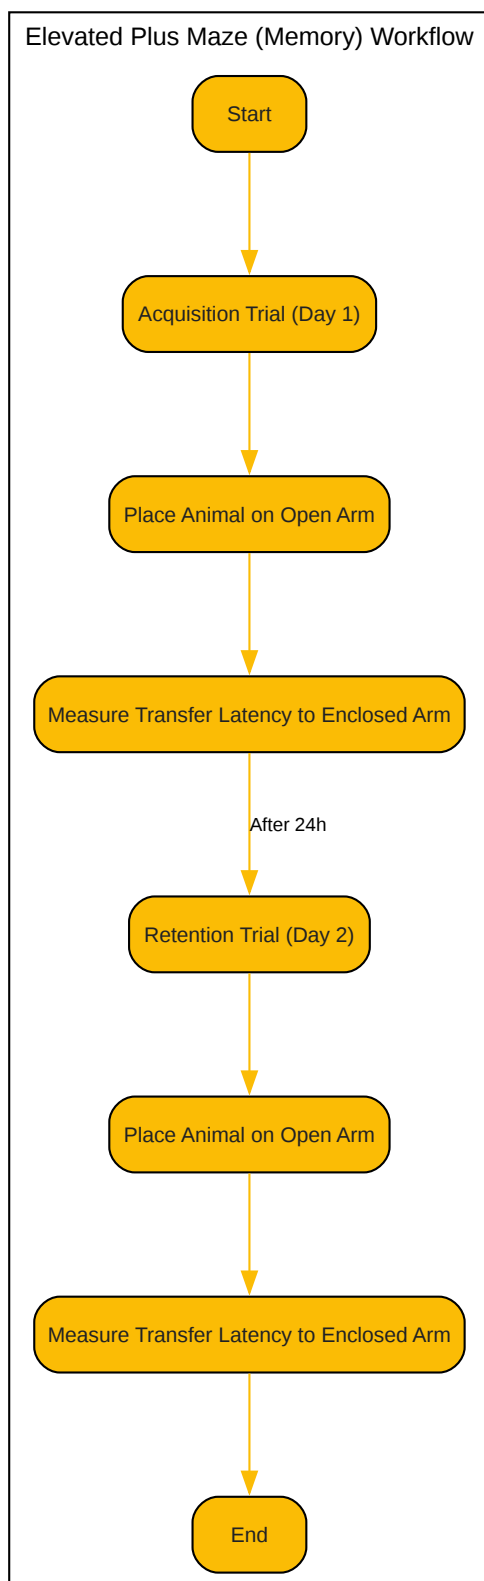 Elevated Plus Maze (Memory) Workflow
Start
Acquisition Trial (Day 1)
Place Animal on Open Arm
Measure Transfer Latency to Enclosed Arm
After 24h
Retention Trial (Day 2)
Place Animal on Open Arm
Measure Transfer Latency to Enclosed Arm
End